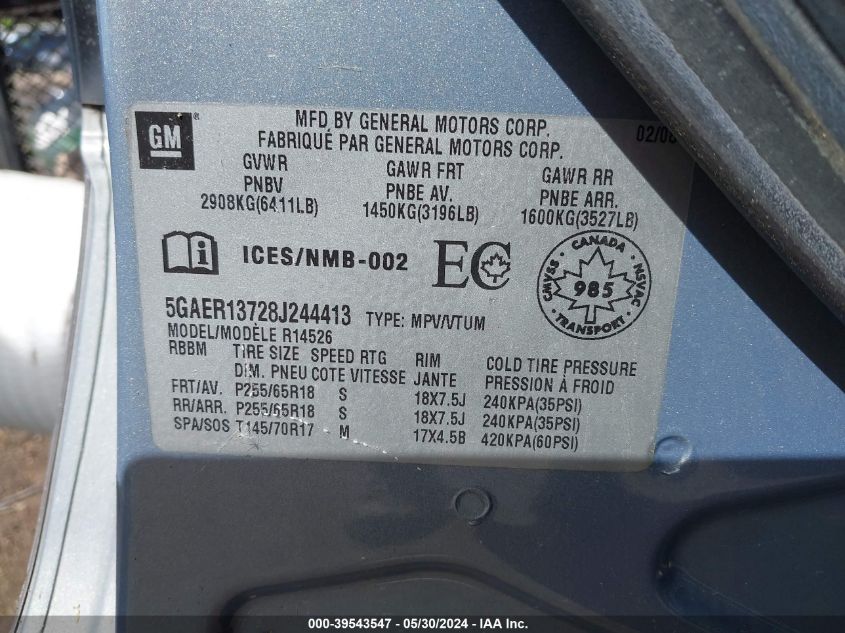 GM
MFD BY GENERAL MOTORS CORP.
FABRIQUÉ PAR GENERAL MOTORS CORP.
GVWR GAWR FRT GAWR RR
PNBV PNBE AV. PNBE ARR.
2908KG(6411LB) 1450KG(3196LB) 1600KG(3527LB)
ICES/NMB-002 EC
CANADA
CMVSS 985 NSVAC
TRANSPORT
5GAER13728J244413 TYPE: MPV/VTUM
MODEL/MODÈLE R14526
RBBM TIRE SIZE SPEED RTG RIM COLD TIRE PRESSURE
DIM. PNEU COTE VITESSE JANTE PRESSION À FROID
FRT/AV. P255/65R18 S 18X7.5J 240KPA(35PSI)
RR/ARR. P255/65R18 S 18X7.5J 240KPA(35PSI)
SPA/SOS T145/70R17 M 17X4.5B 420KPA(60PSI)
000-39543547 - 05/30/2024 - IAA Inc.